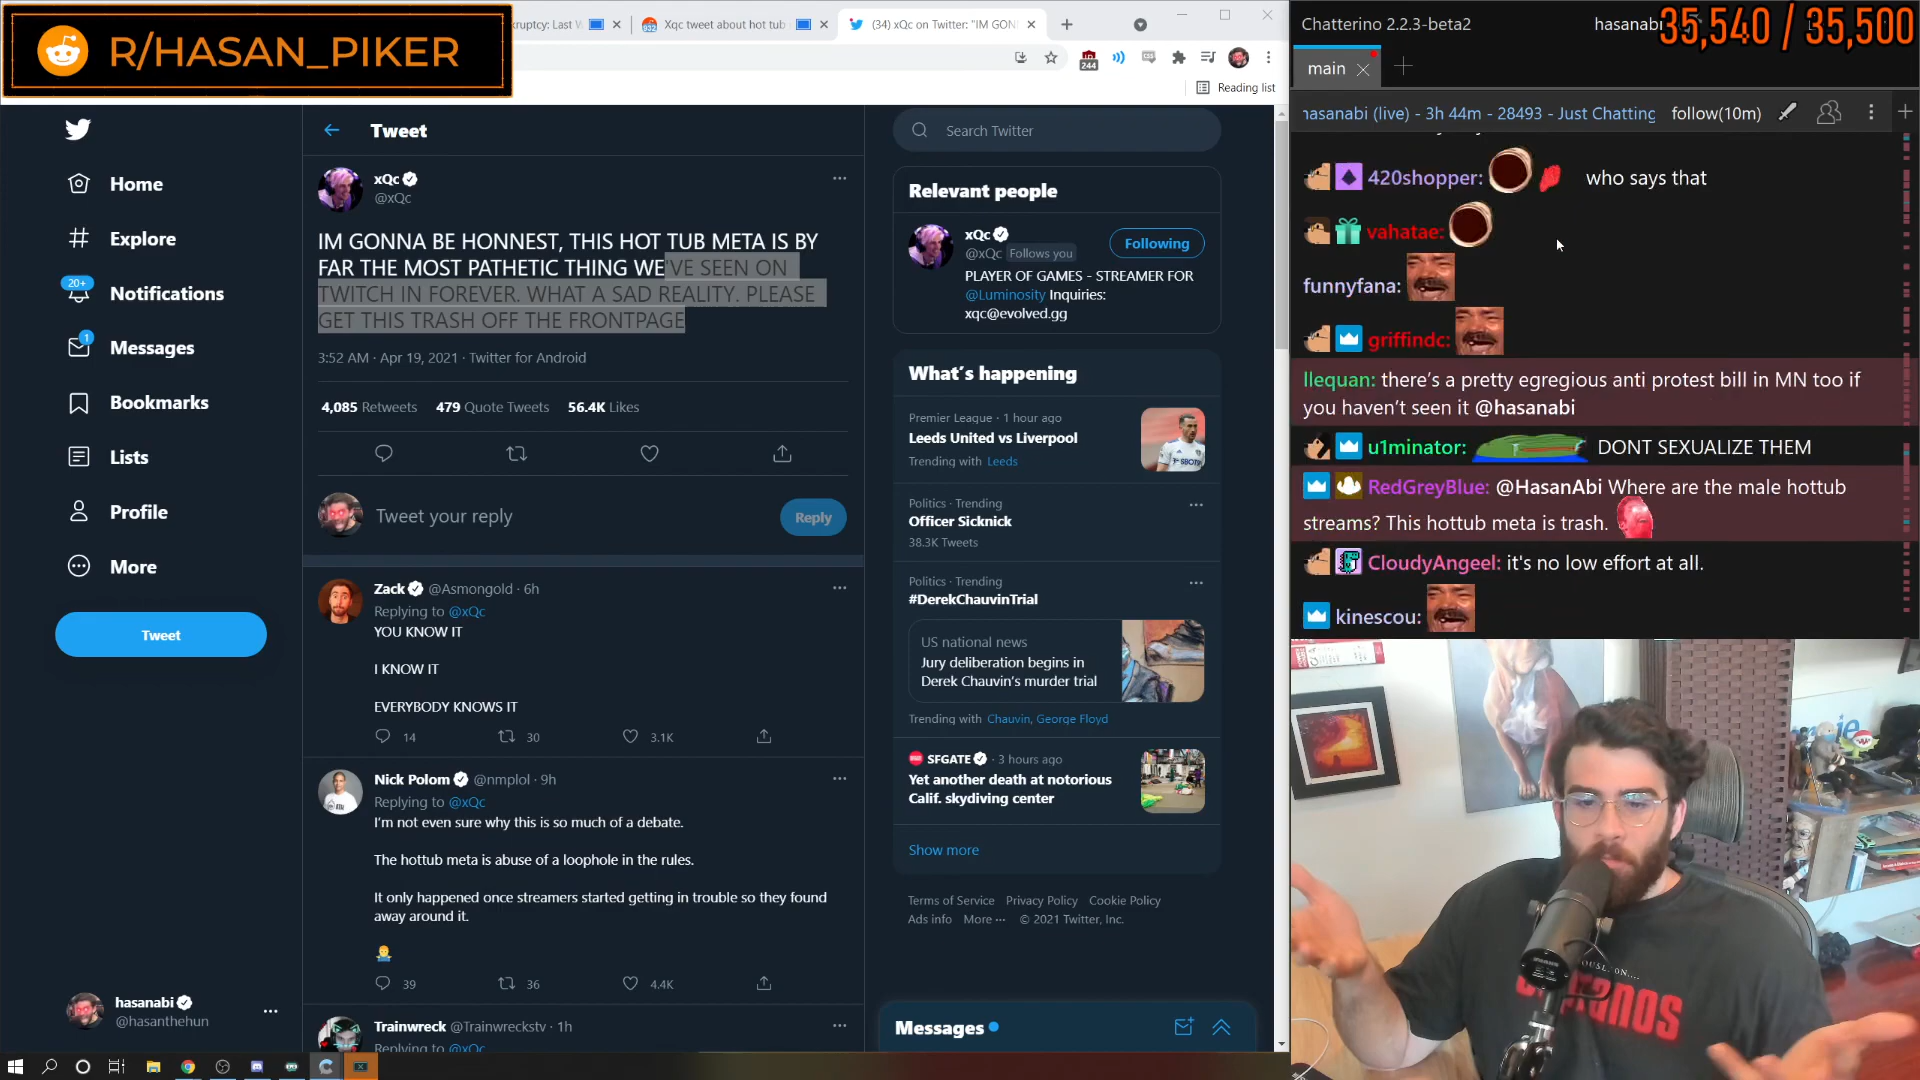 R/HASAN_PIKER
kruptcy: Last W
Xqc tweet about hot tub
(34) xQc on Twitter: "IM GON
244
Reading list
Home
Explore
20+
Notifications
1
Messages
Bookmarks
Lists
Profile
More
Tweet
hasanabi
@hasanthehun
Tweet
xQc
@xQc
IM GONNA BE HONNEST, THIS HOT TUB META IS BY
FAR THE MOST PATHETIC THING WE'VE SEEN ON
TWITCH IN FOREVER. WHAT A SAD REALITY. PLEASE
GET THIS TRASH OFF THE FRONTPAGE
3:52 AM · Apr 19, 2021 · Twitter for Android
4,085 Retweets 479 Quote Tweets 56.4K Likes
Tweet your reply
Reply
Zack @Asmongold · 6h
Replying to @xQc
YOU KNOW IT
I KNOW IT
EVERYBODY KNOWS IT
14 30 3.1K
Nick Polom @nmplol · 9h
Replying to @xQc
I'm not even sure why this is so much of a debate.
The hottub meta is abuse of a loophole in the rules.
It only happened once streamers started getting in trouble so they found
away around it.
39 36 4.4K
Trainwreck @Trainwreckstv · 1h
Replying to @xQc
Search Twitter
Relevant people
xQc
@xQc Follows you
Following
PLAYER OF GAMES - STREAMER FOR
@Luminosity Inquiries:
xqc@evolved.gg
What's happening
Premier League · 1 hour ago
Leeds United vs Liverpool
Trending with Leeds
Politics · Trending
Officer Sicknick
38.3K Tweets
Politics · Trending
#DerekChauvinTrial
US national news
Jury deliberation begins in
Derek Chauvin's murder trial
Trending with Chauvin, George Floyd
SFGATE · 3 hours ago
Yet another death at notorious
Calif. skydiving center
Show more
Terms of Service Privacy Policy Cookie Policy
Ads info More ··· © 2021 Twitter, Inc.
Messages
Chatterino 2.2.3-beta2
hasanabi
35,540 / 35,500
main
hasanabi (live) - 3h 44m - 28493 - Just Chatting
follow(10m)
420shopper: who says that
vahatae:
funnyfana:
griffindc:
llequan: there's a pretty egregious anti protest bill in MN too if
you haven't seen it @hasanabi
u1minator: DONT SEXUALIZE THEM
RedGreyBlue: @HasanAbi Where are the male hottub
streams? This hottub meta is trash.
CloudyAngeel: it's no low effort at all.
kinescou: